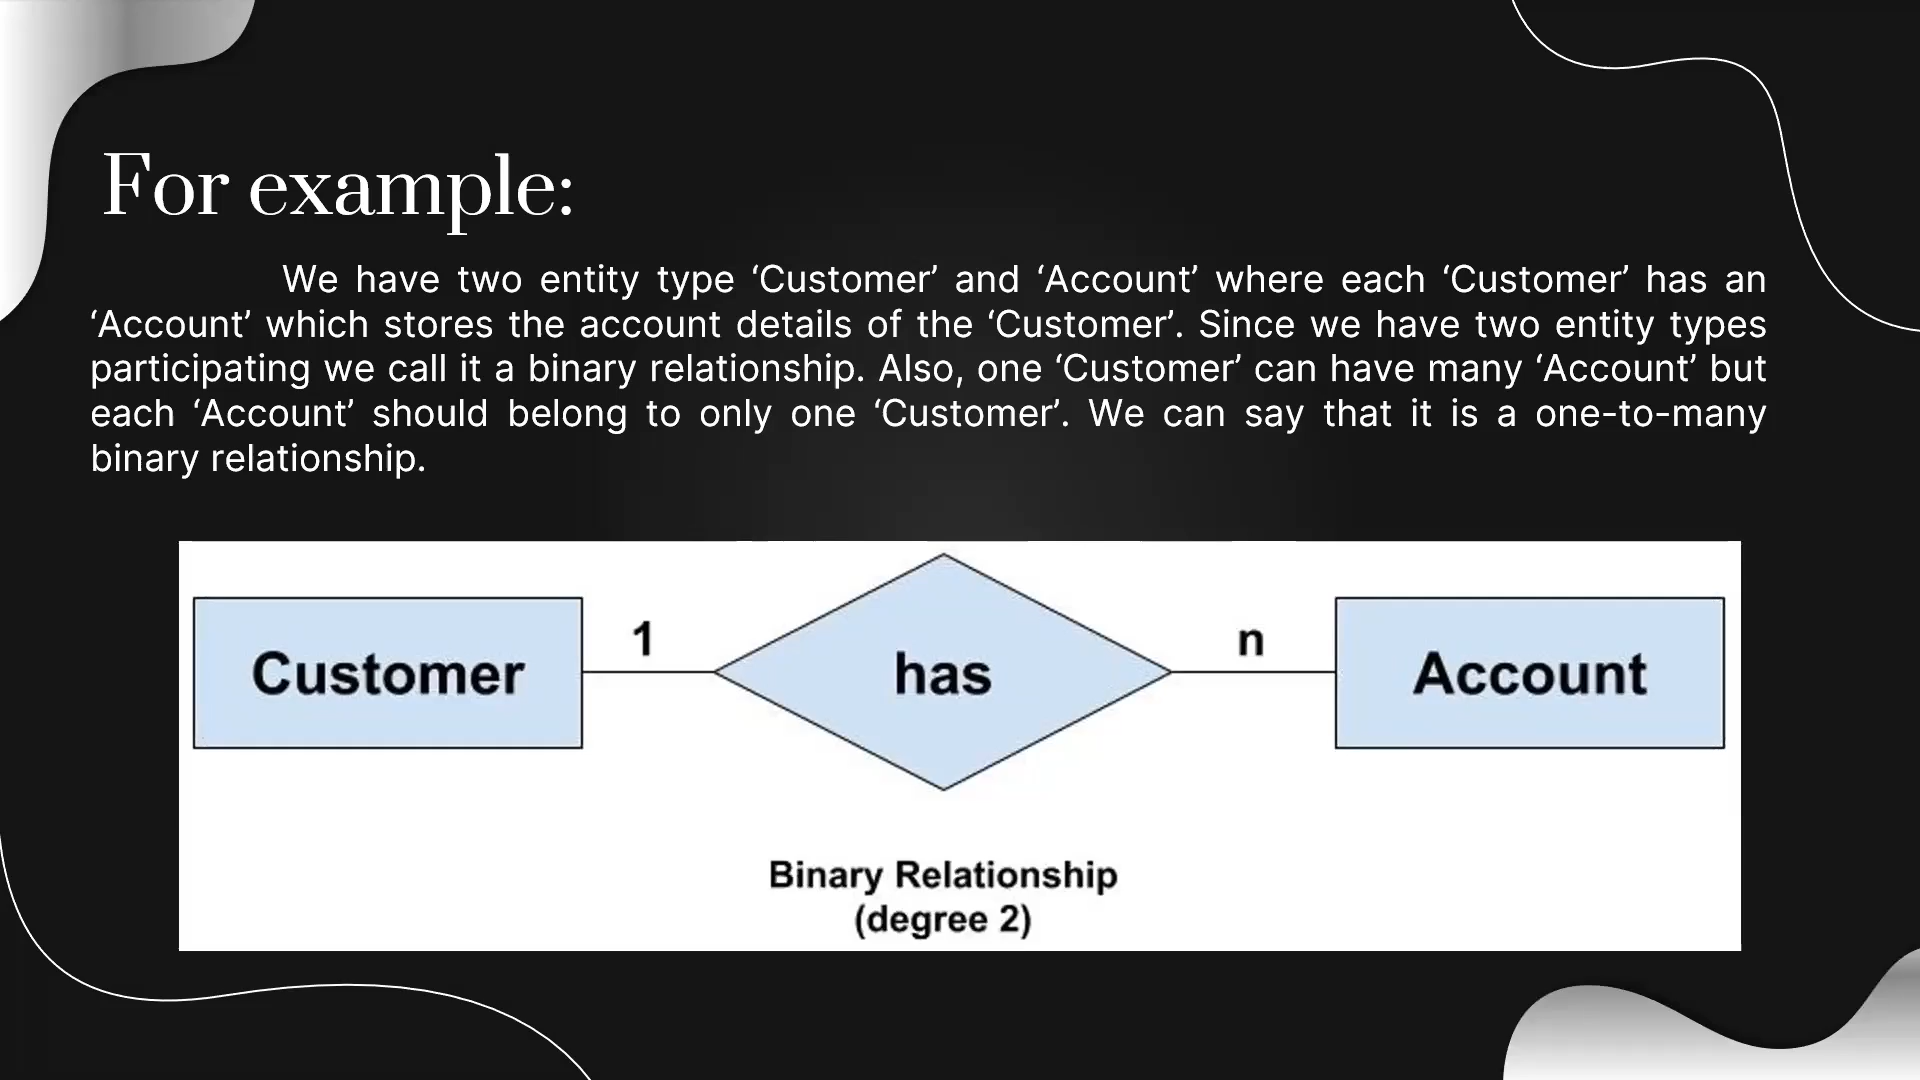 For example:
We have two entity type ‘Customer’ and ‘Account’ where each ‘Customer’ has an
‘Account’ which stores the account details of the ‘Customer’. Since we have two entity types
participating we call it a binary relationship. Also, one ‘Customer’ can have many ‘Account’ but
each ‘Account’ should belong to only one ‘Customer’. We can say that it is a one-to-many
binary relationship.
Customer
1
has
n
Account
Binary Relationship
(degree 2)